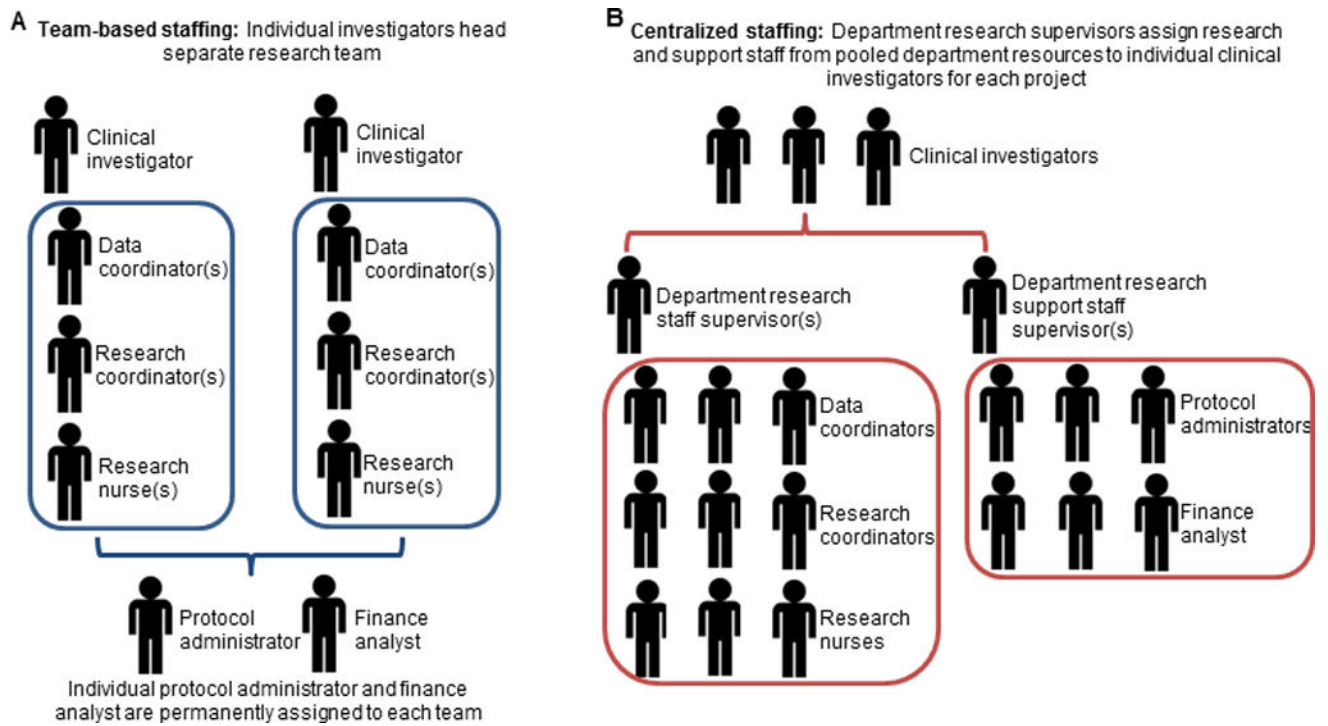 A Team-based staffing: Individual investigators head
separate research team
Clinical
investigator
Clinical
investigator
Data
coordinator(s)
Data
coordinator(s)
Research
coordinator(s)
Research
coordinator(s)
Research
nurse(s)
Research
nurse(s)
Protocol
administrator
Finance
analyst
Individual protocol administrator and finance
analyst are permanently assigned to each team
B Centralized staffing: Department research supervisors assign research
and support staff from pooled department resources to individual clinical
investigators for each project
Clinical investigators
Department research
staff supervisor(s)
Department research
support staff
supervisor(s)
Data
coordinators
Research
coordinators
Research
nurses
Protocol
administrators
Finance
analyst